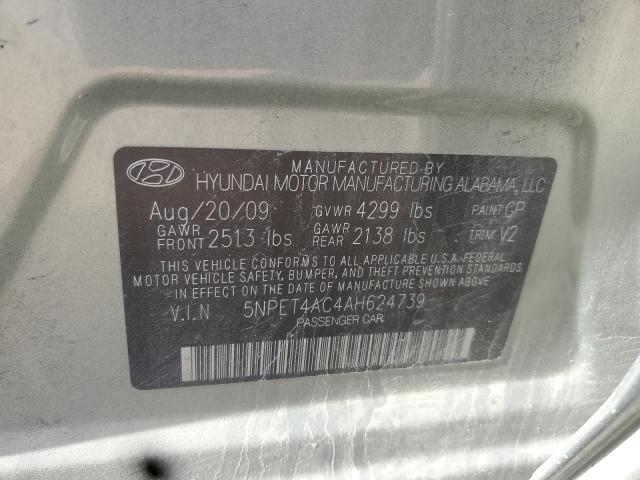 MANUFACTURED BY
HYUNDAI MOTOR MANUFACTURING ALABAMA, LLC
Aug/20/09 GVWR 4299 lbs PAINT GP
GAWR FRONT 2513 lbs GAWR REAR 2138 lbs TRIM V2
THIS VEHICLE CONFORMS TO ALL APPLICABLE U.S.A.-FEDERAL
MOTOR VEHICLE SAFETY, BUMPER, AND THEFT PREVENTION STANDARDS
IN EFFECT ON THE DATE OF MANUFACTURE SHOWN ABOVE
V.I.N 5NPET4AC4AH624739
PASSENGER CAR